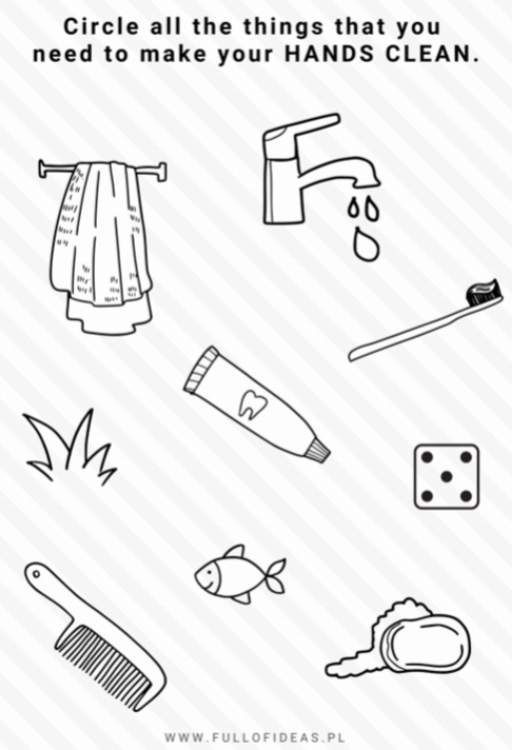 Circle all the things that you
need to make your HANDS CLEAN.
WWW.FULLOFIDEAS.PL